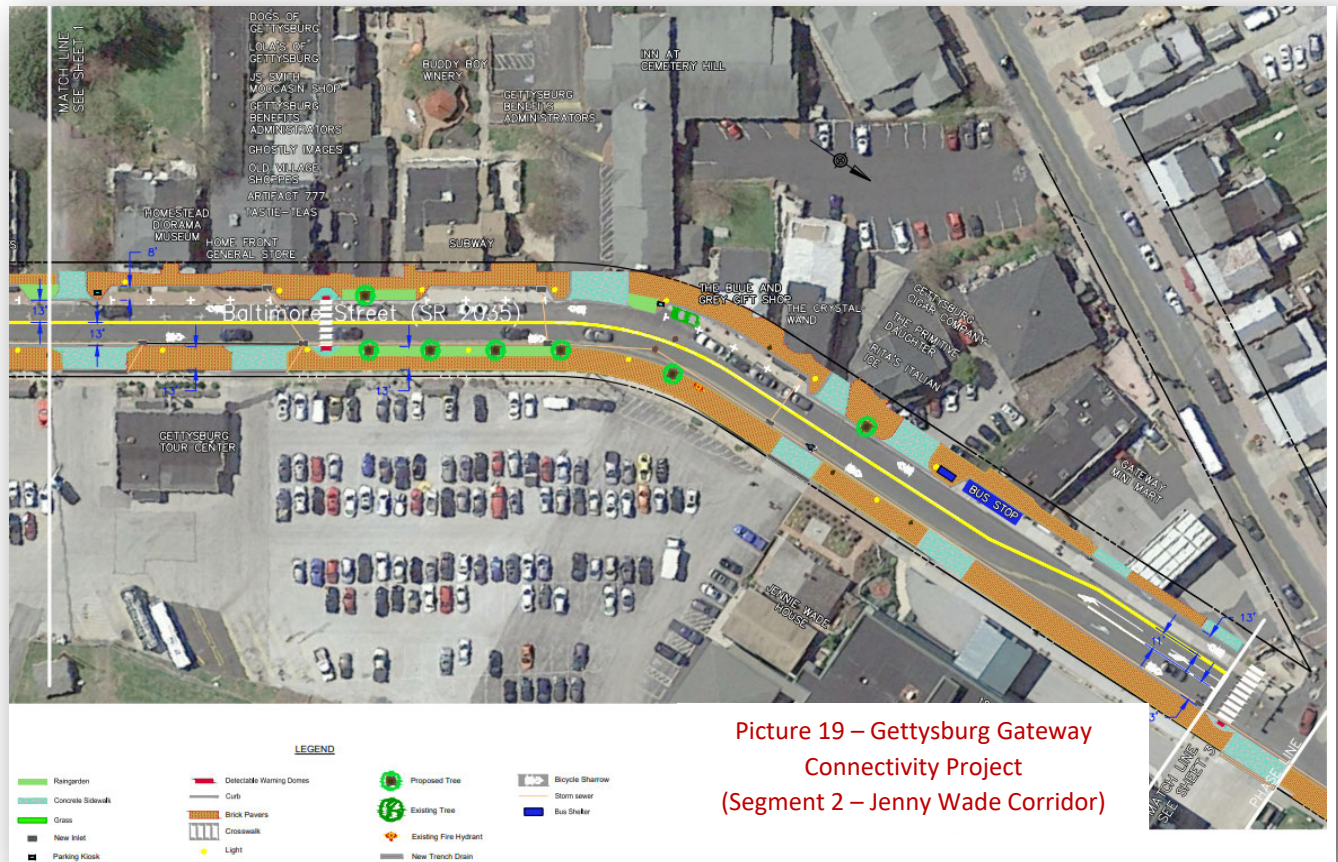 MATCH LINE
SEE SHEET 1
DOGS OF
GETTYSBURG
LOLA'S OF
GETTYSBURG
JS SMITH
MOCCASIN SHOP
GETTYSBURG
BENEFITS
ADMINISTRATORS
GHOSTLY IMAGES
OLD VILLAGE
SHOPPES
ARTIFACT 777
TASTIE-TEAS
BUDDY BOY
WINERY
GETTYSBURG
BENEFITS
ADMINISTRATORS
INN AT
CEMETERY HILL
HOMESTEAD
DIORAMA
MUSEUM
HOME FRONT
GENERAL STORE
SUBWAY
8'
13'
13'
Baltimore Street (SR 2035)
THE BLUE AND
GREY GIFT SHOP
THE CRYSTAL
WAND
GETTYSBURG
CIGAR COMPANY
THE PRIMITIVE
DAUGHTER
RITA'S ITALIAN
ICE
13'
13'
GETTYSBURG
TOUR CENTER
BUS STOP
GATEWAY
MINI MART
JENNIE WADE
HOUSE
13'
11'
MATCH LINE
SEE SHEET 3
PHASE LINE
Picture 19 – Gettysburg Gateway
Connectivity Project
(Segment 2 – Jenny Wade Corridor)
LEGEND
Raingarden
Concrete Sidewalk
Grass
New Inlet
Parking Kiosk
Detectable Warning Domes
Curb
Brick Pavers
Crosswalk
Light
Proposed Tree
Existing Tree
Existing Fire Hydrant
New Trench Drain
Bicycle Sharrow
Storm sewer
Bus Shelter